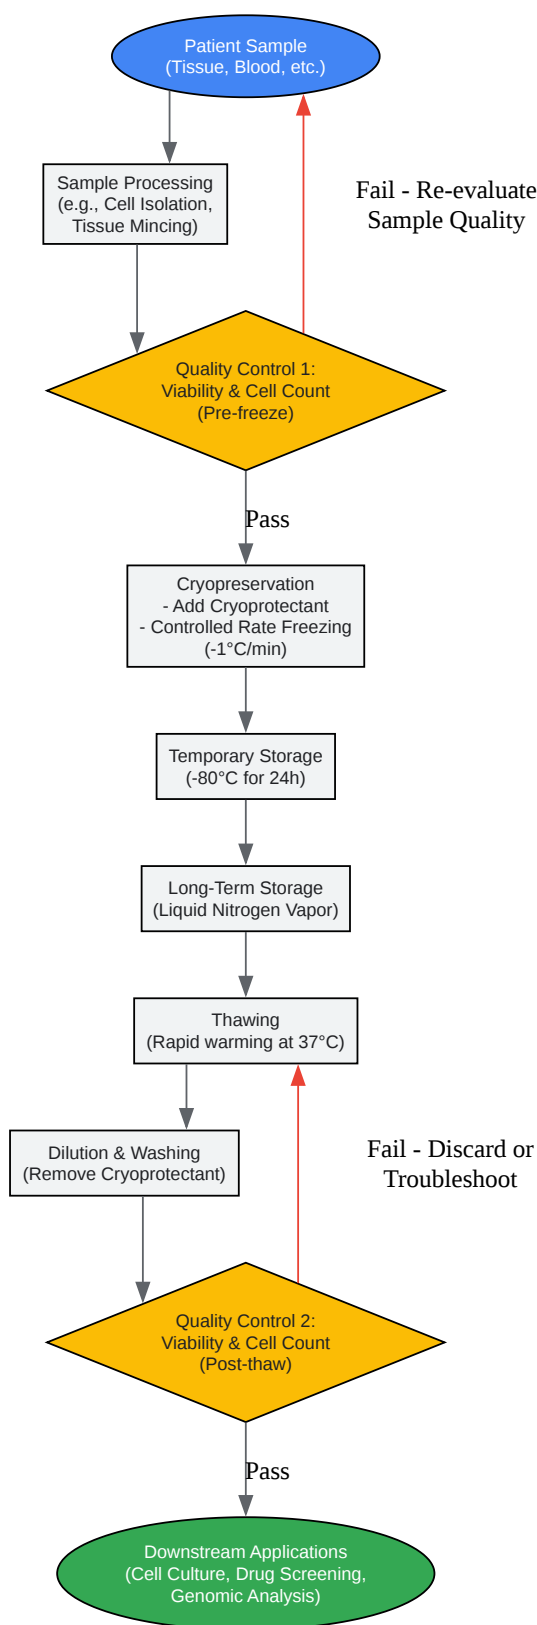 Patient Sample
(Tissue, Blood, etc.)
Sample Processing
(e.g., Cell Isolation,
Tissue Mincing)
Fail - Re-evaluate
Sample Quality
Quality Control 1:
Viability & Cell Count
(Pre-freeze)
Pass
Cryopreservation
- Add Cryoprotectant
- Controlled Rate Freezing
(-1°C/min)
Temporary Storage
(-80°C for 24h)
Long-Term Storage
(Liquid Nitrogen Vapor)
Thawing
(Rapid warming at 37°C)
Dilution & Washing
(Remove Cryoprotectant)
Fail - Discard or
Troubleshoot
Quality Control 2:
Viability & Cell Count
(Post-thaw)
Pass
Downstream Applications
(Cell Culture, Drug Screening,
Genomic Analysis)